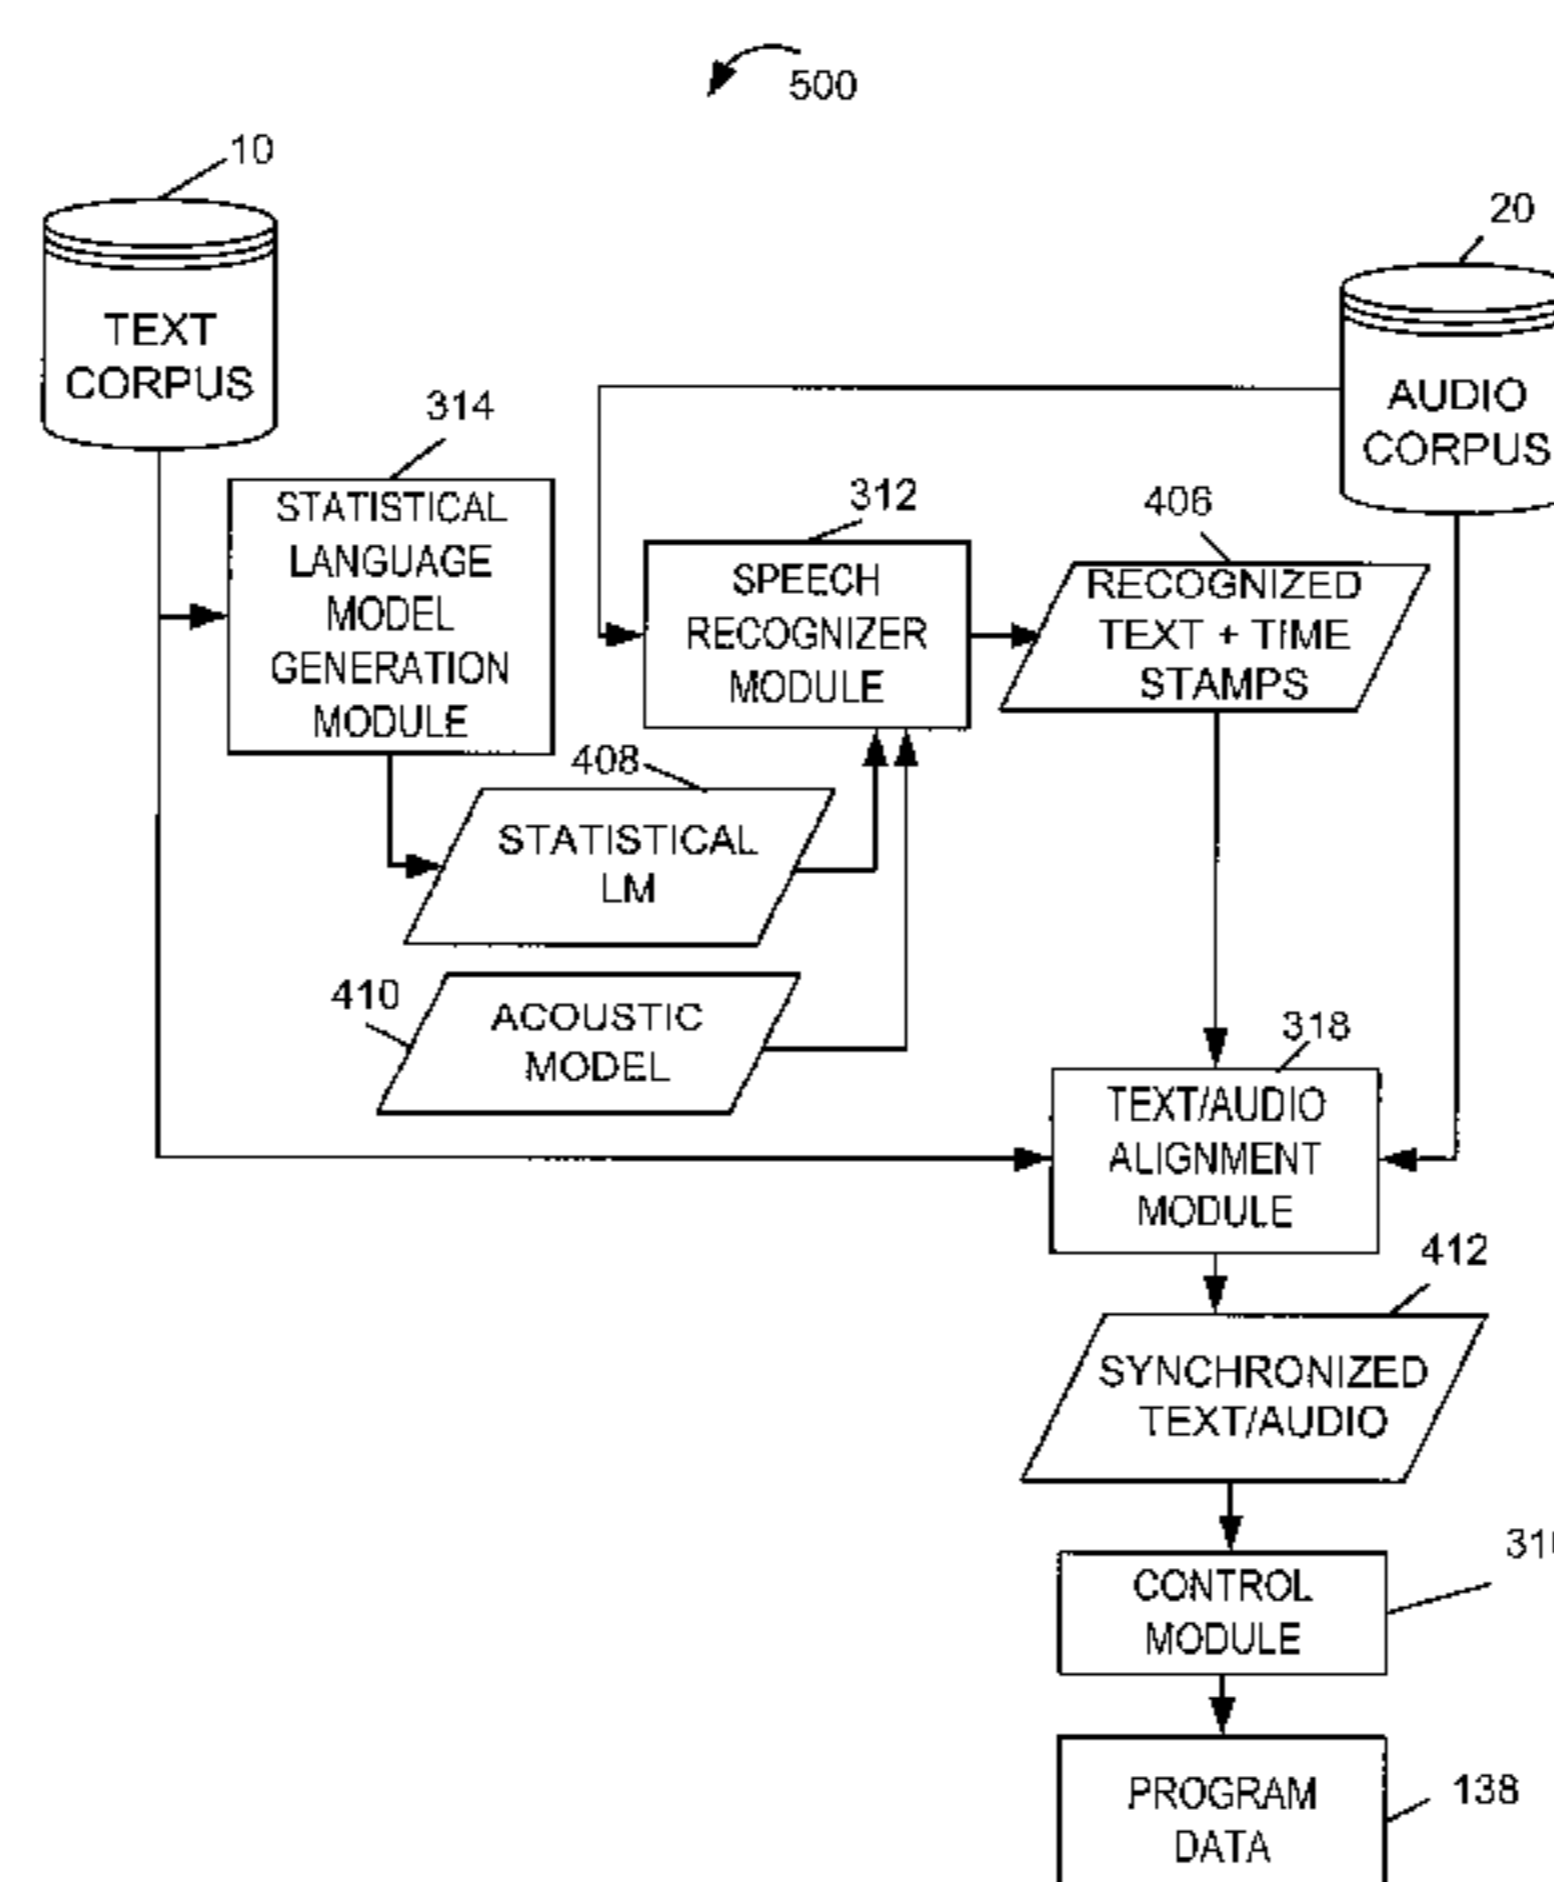 500
10
20
TEXT
CORPUS
AUDIO
CORPUS
314
STATISTICAL
LANGUAGE
MODEL
GENERATION
MODULE
312
SPEECH
RECOGNIZER
MODULE
406
RECOGNIZED
TEXT + TIME
STAMPS
408
STATISTICAL
LM
410
ACOUSTIC
MODEL
318
TEXT/AUDIO
ALIGNMENT
MODULE
412
SYNCHRONIZED
TEXT/AUDIO
CONTROL
MODULE
138
PROGRAM
DATA